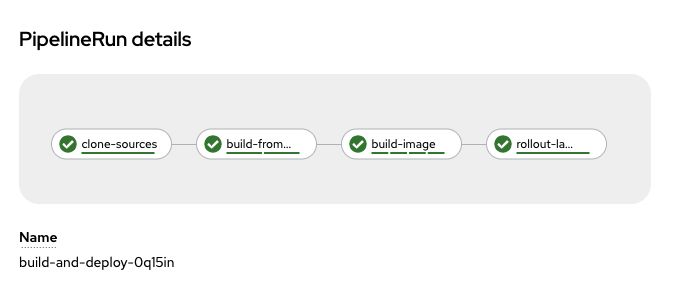 PipelineRun details
clone-sources
build-from...
build-image
rollout-la...
Name
build-and-deploy-0q15in